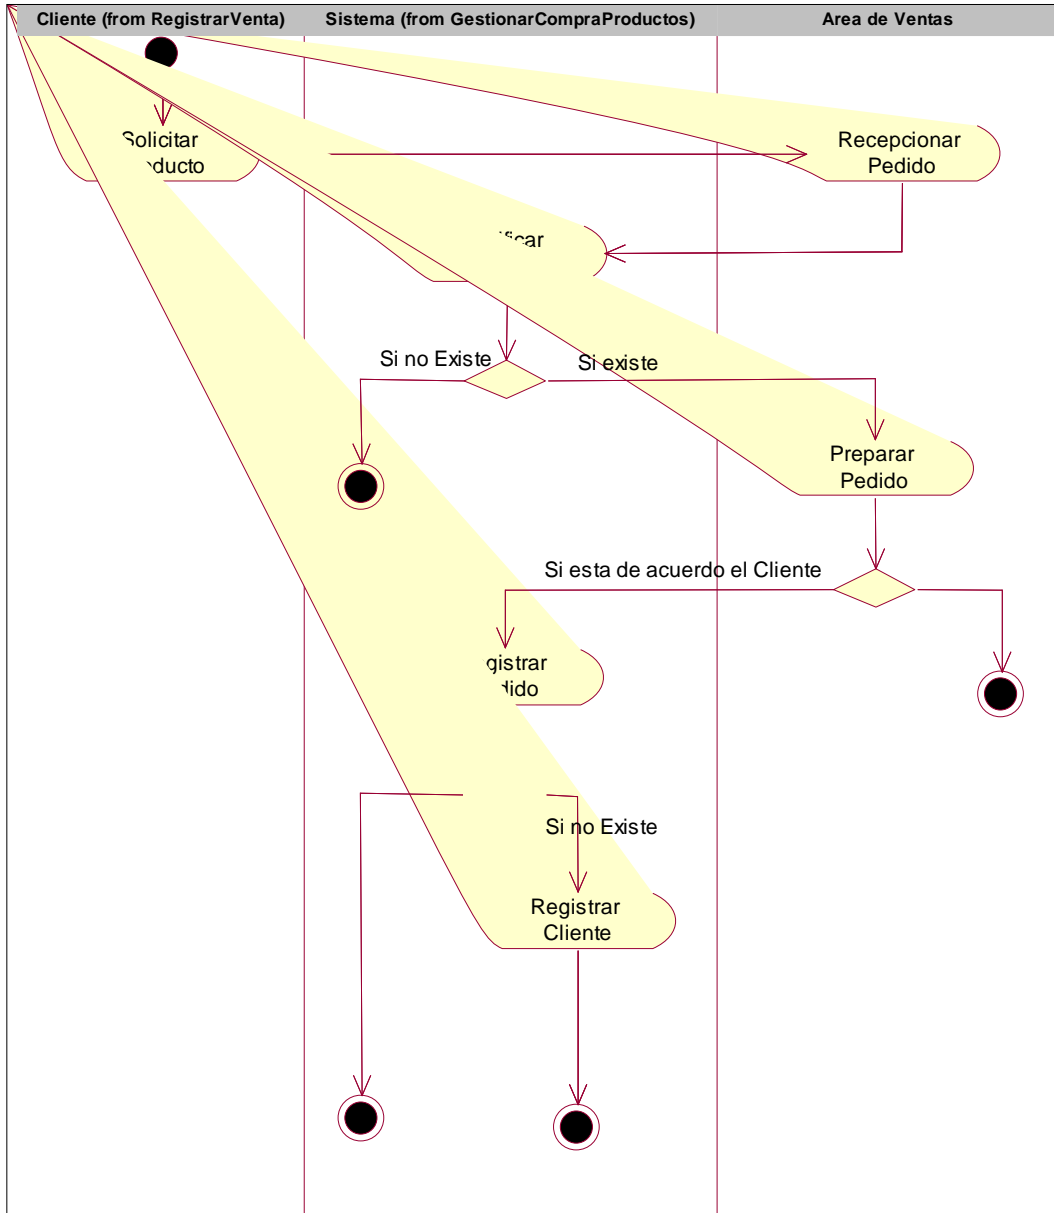 Cliente (from RegistrarVenta)
Sistema (from GestionarCompraProductos)
Area de Ventas
Solicitar
Recepcionar
Pedido
Si no Existe
Si existe
Preparar
Pedido
Si esta de acuerdo el Cliente
Si no Existe
Registrar
Cliente